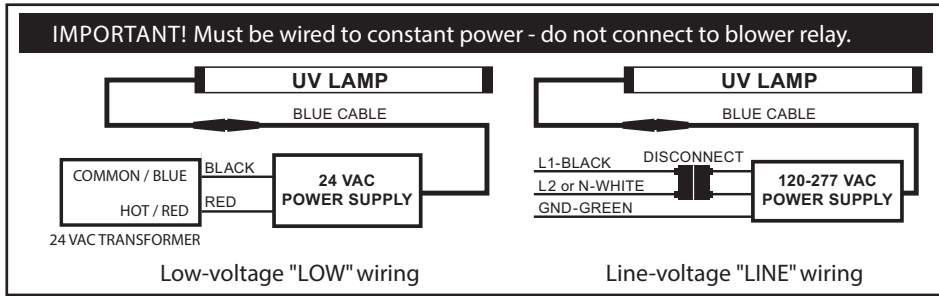 IMPORTANT! Must be wired to constant power - do not connect to blower relay.
UV LAMP
BLUE CABLE
COMMON / BLUE
HOT / RED
BLACK
RED
24 VAC
POWER SUPPLY
24 VAC TRANSFORMER
Low-voltage "LOW" wiring
UV LAMP
BLUE CABLE
L1-BLACK
DISCONNECT
L2 or N-WHITE
GND-GREEN
120-277 VAC
POWER SUPPLY
Line-voltage "LINE" wiring